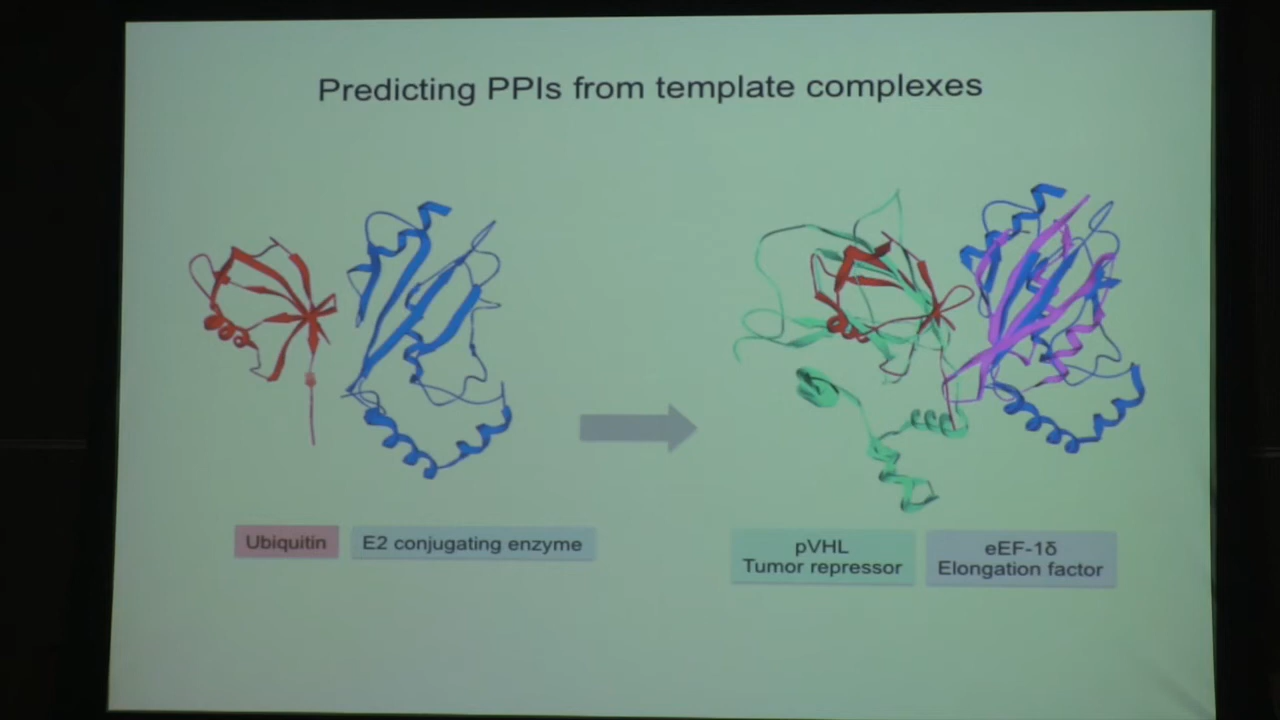 Predicting PPIs from template complexes
Ubiquitin
E2 conjugating enzyme
pVHL
Tumor repressor
eEF-1δ
Elongation factor